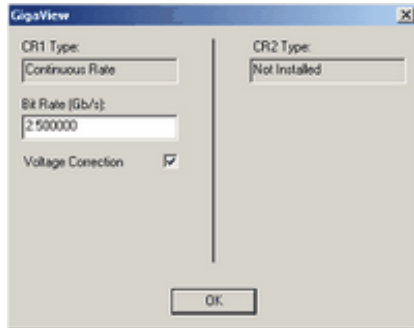 GigaView
CR1 Type:
Continuous Rate
Bit Rate (Gb/s):
2.500000
Voltage Correction
CR2 Type:
Not Installed
OK